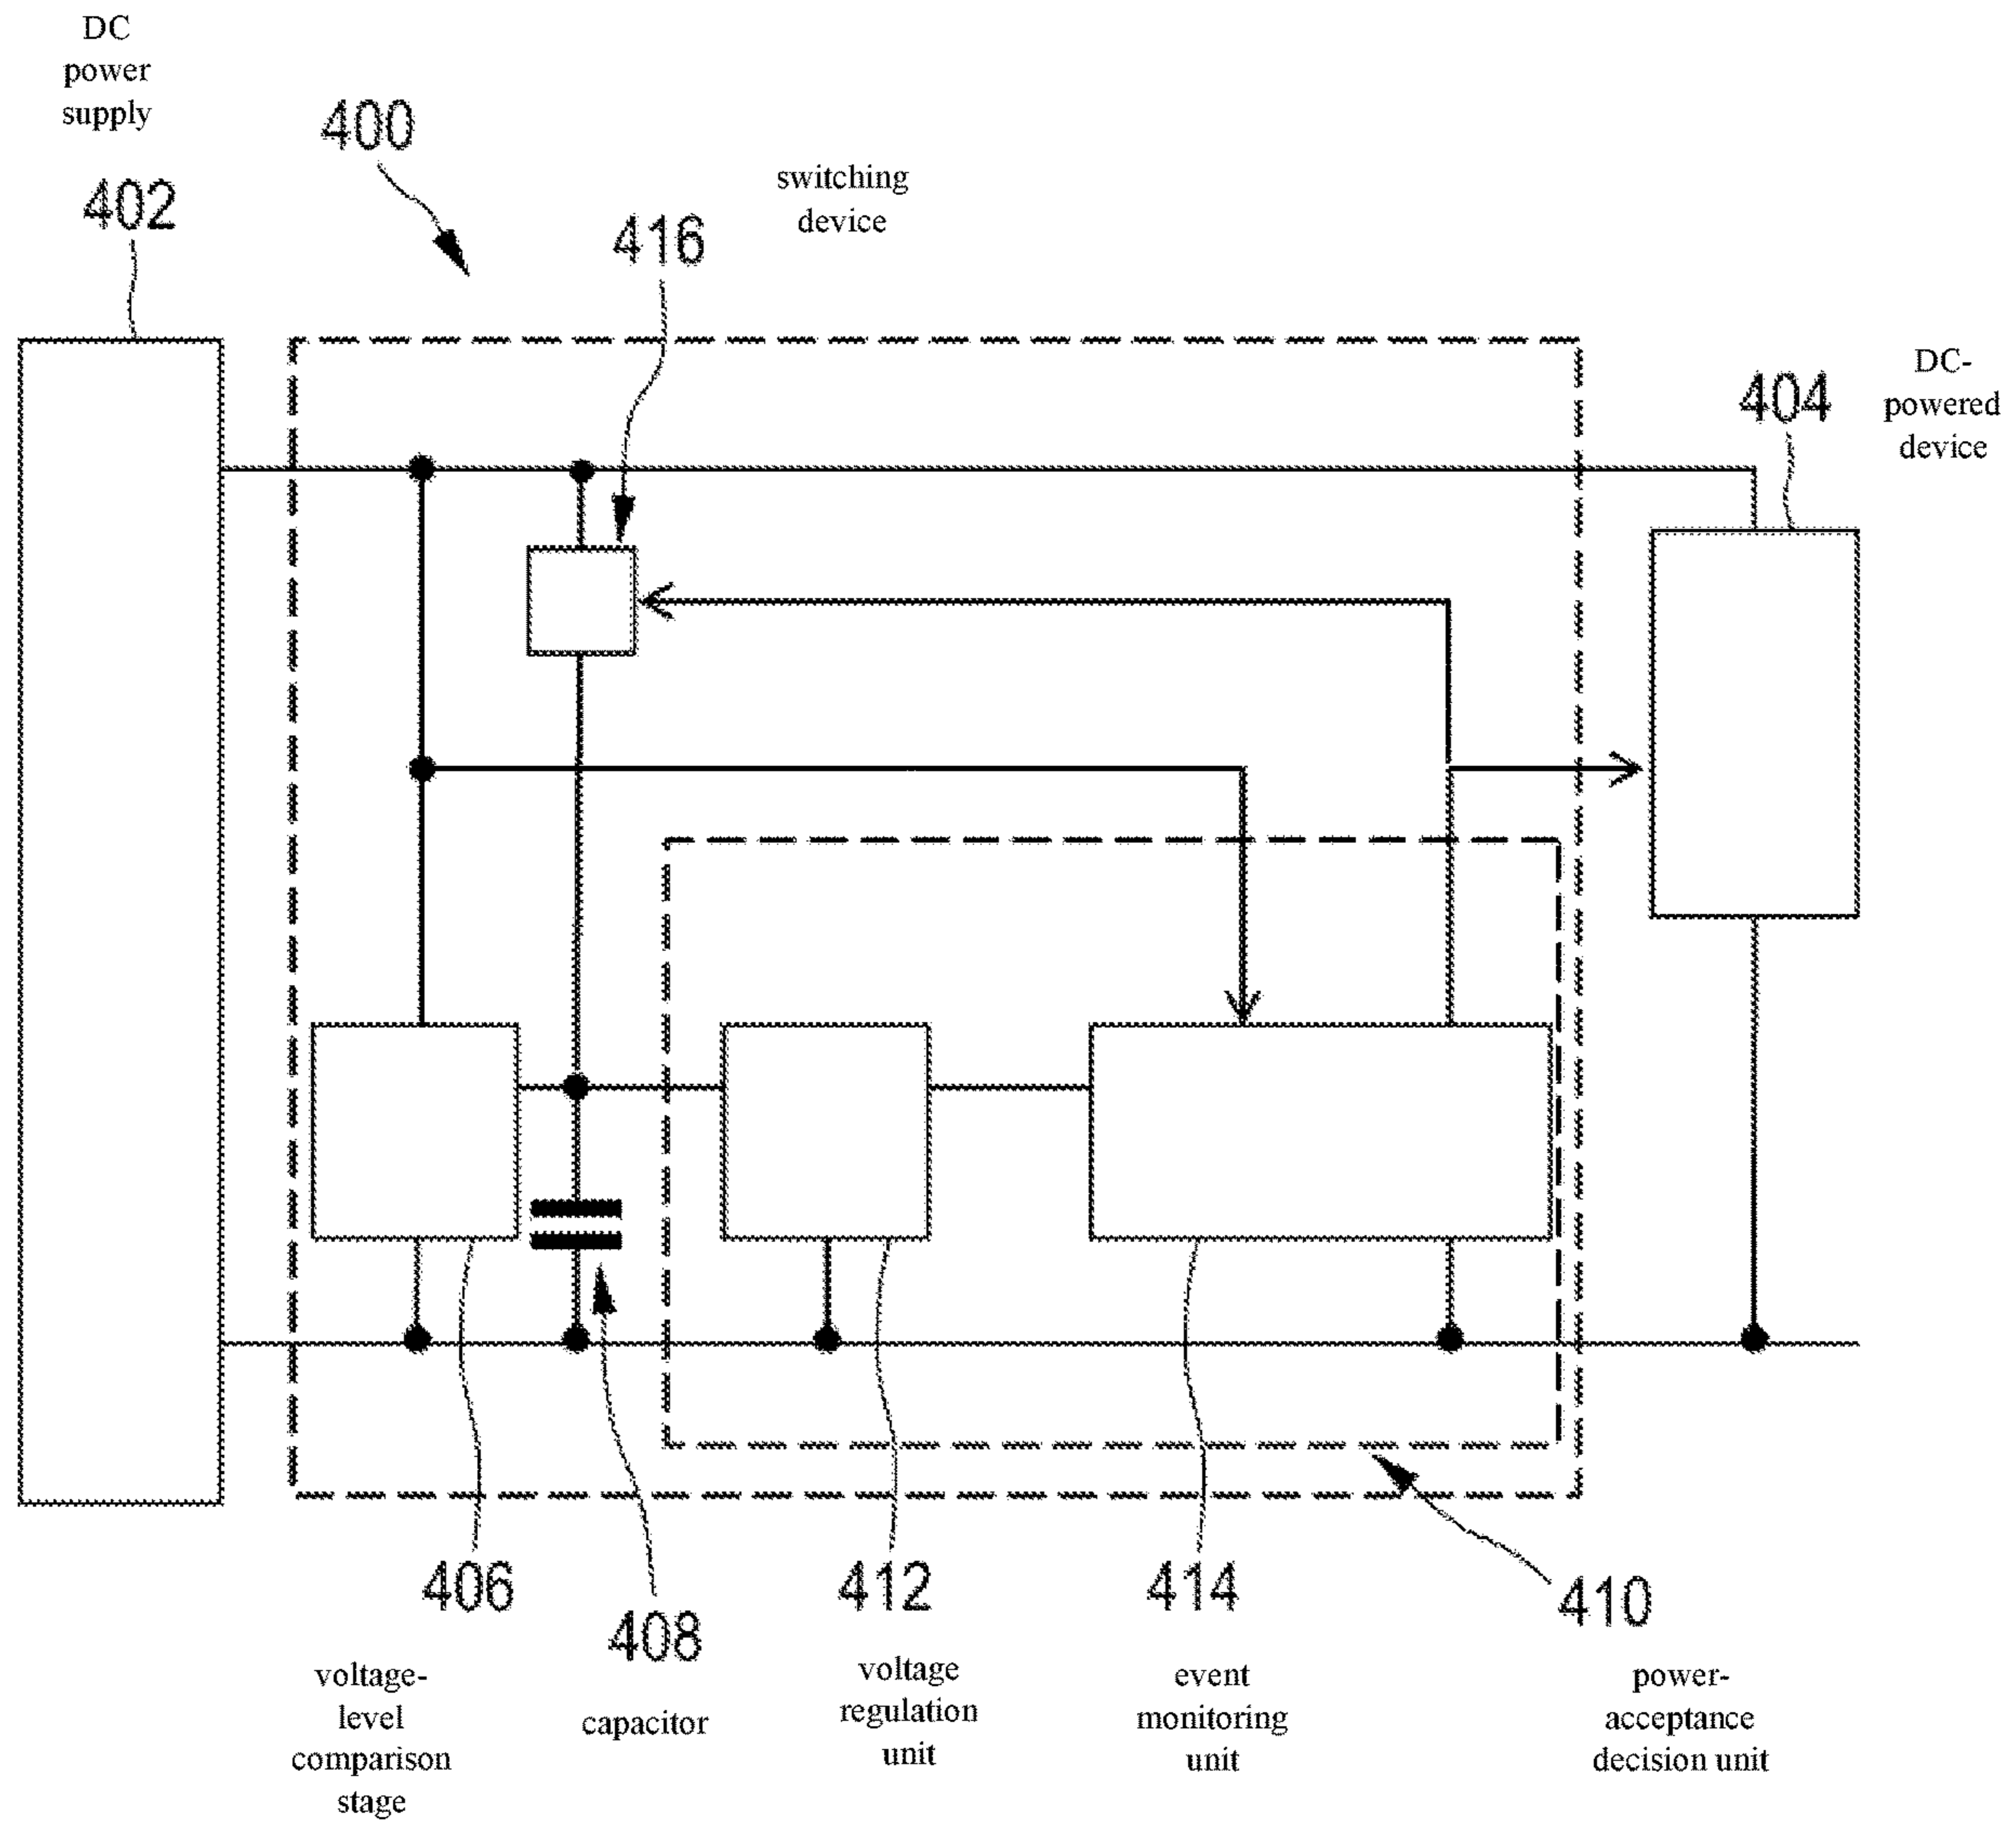 DC
power
supply
402
400
switching
device
416
DC-
powered
device
404
406
voltage-
level
comparison
stage
408
capacitor
412
voltage
regulation
unit
414
event
monitoring
unit
410
power-
acceptance
decision unit